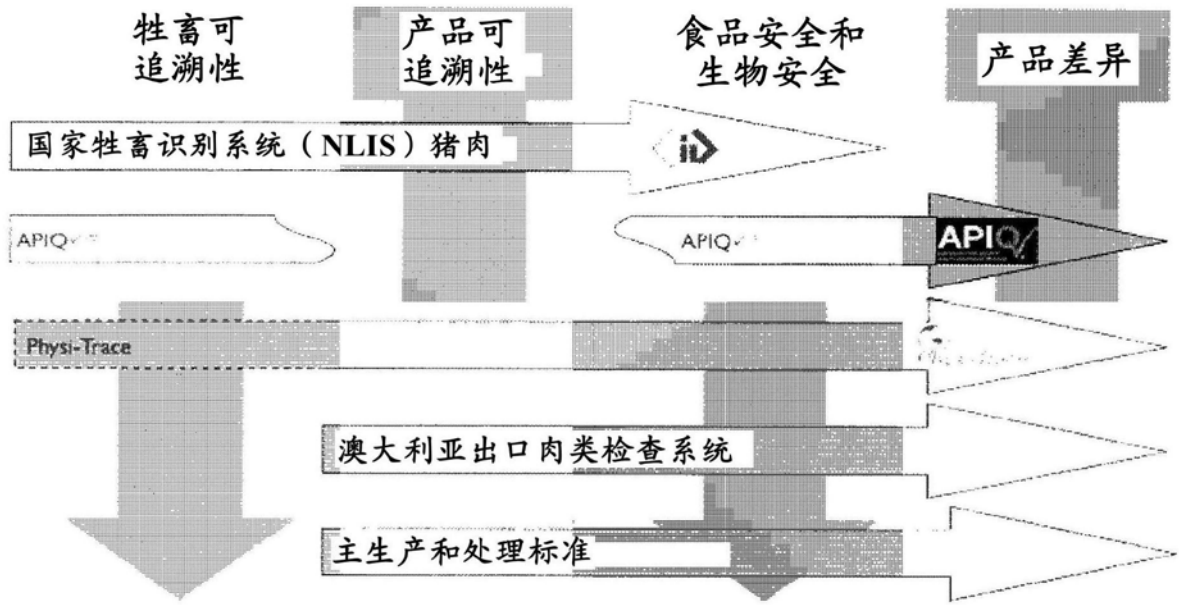 牲畜可
追溯性
产品可
追溯性
食品安全和
生物安全
产品差异
国家牲畜识别系统（NLIS）猪肉
iD
APIQ✓
APIQ✓
APIQ✓
Physi-Trace
澳大利亚出口肉类检查系统
主生产和处理标准